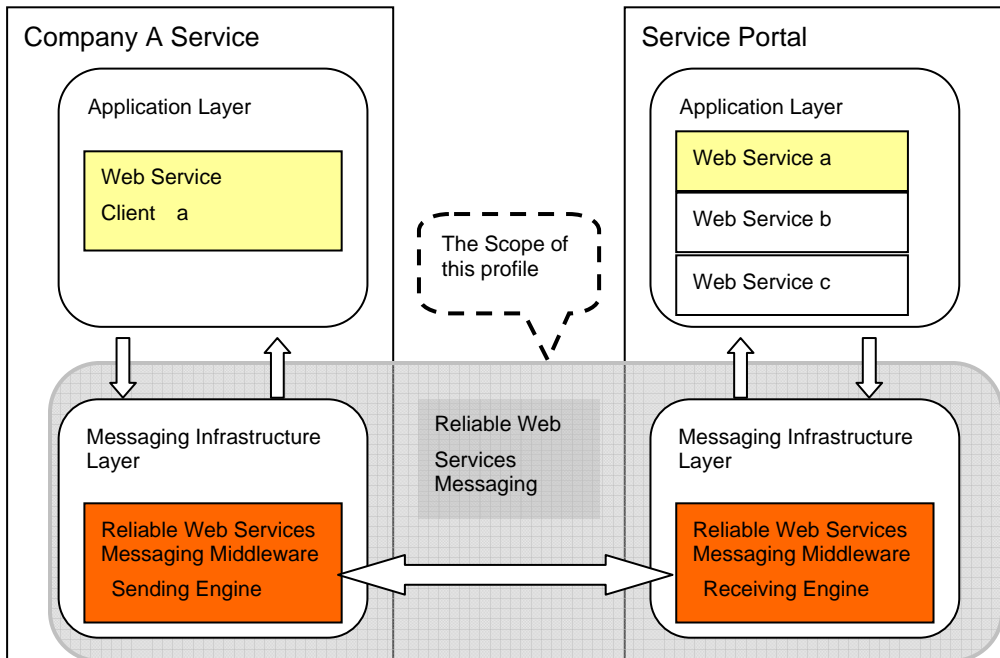 Company A Service
Application Layer
Web Service
Client a
Messaging Infrastructure
Layer
Reliable Web Services
Messaging Middleware
Sending Engine
The Scope of
this profile
Reliable Web
Services
Messaging
Service Portal
Application Layer
Web Service a
Web Service b
Web Service c
Messaging Infrastructure
Layer
Reliable Web Services
Messaging Middleware
Receiving Engine